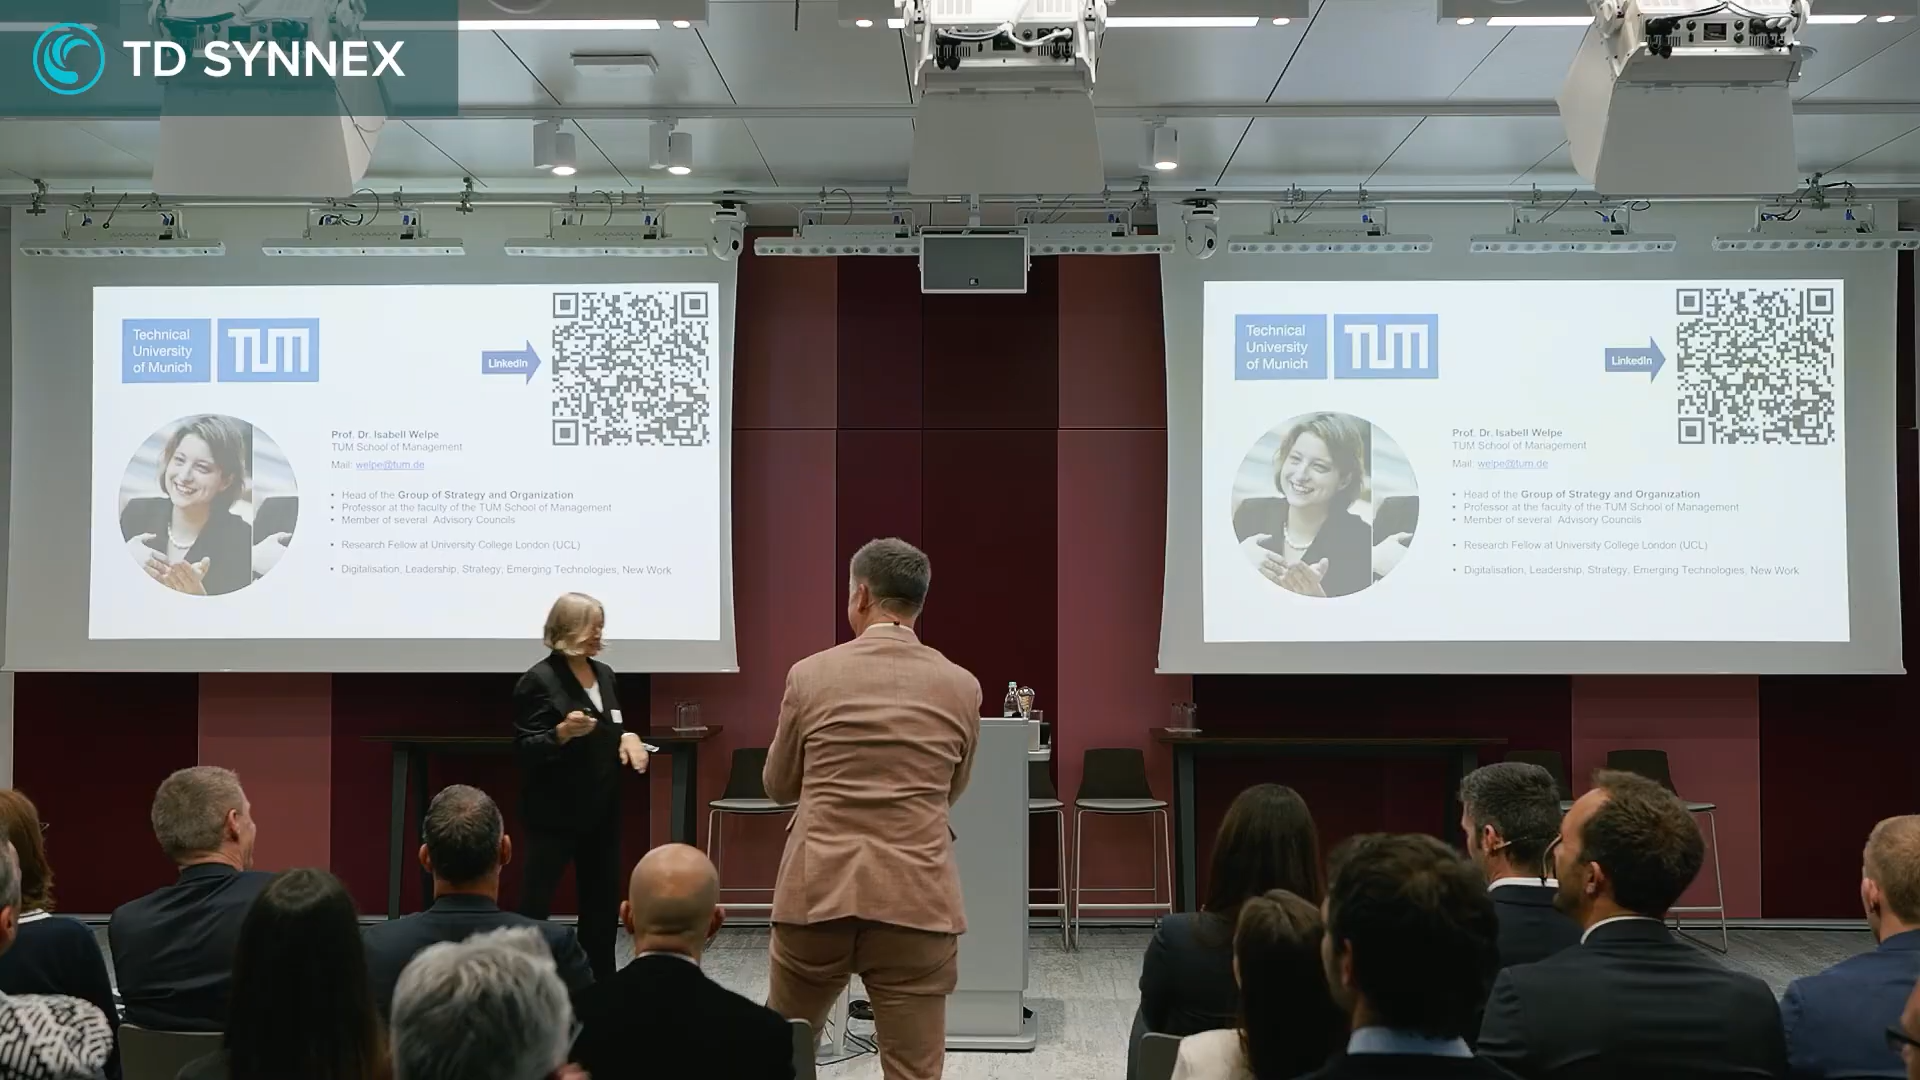 TD SYNNEX
Technical
University
of Munich
TUM
LinkedIn
Prof. Dr. Isabell Welpe
TUM School of Management
Mail: welpe@tum.de
• Head of the Group of Strategy and Organization
• Professor at the faculty of the TUM School of Management
• Member of several Advisory Councils
• Research Fellow at University College London (UCL)
• Digitalisation, Leadership, Strategy, Emerging Technologies, New Work
Technical
University
of Munich
TUM
LinkedIn
Prof. Dr. Isabell Welpe
TUM School of Management
Mail: welpe@tum.de
• Head of the Group of Strategy and Organization
• Professor at the faculty of the TUM School of Management
• Member of several Advisory Councils
• Research Fellow at University College London (UCL)
• Digitalisation, Leadership, Strategy, Emerging Technologies, New Work